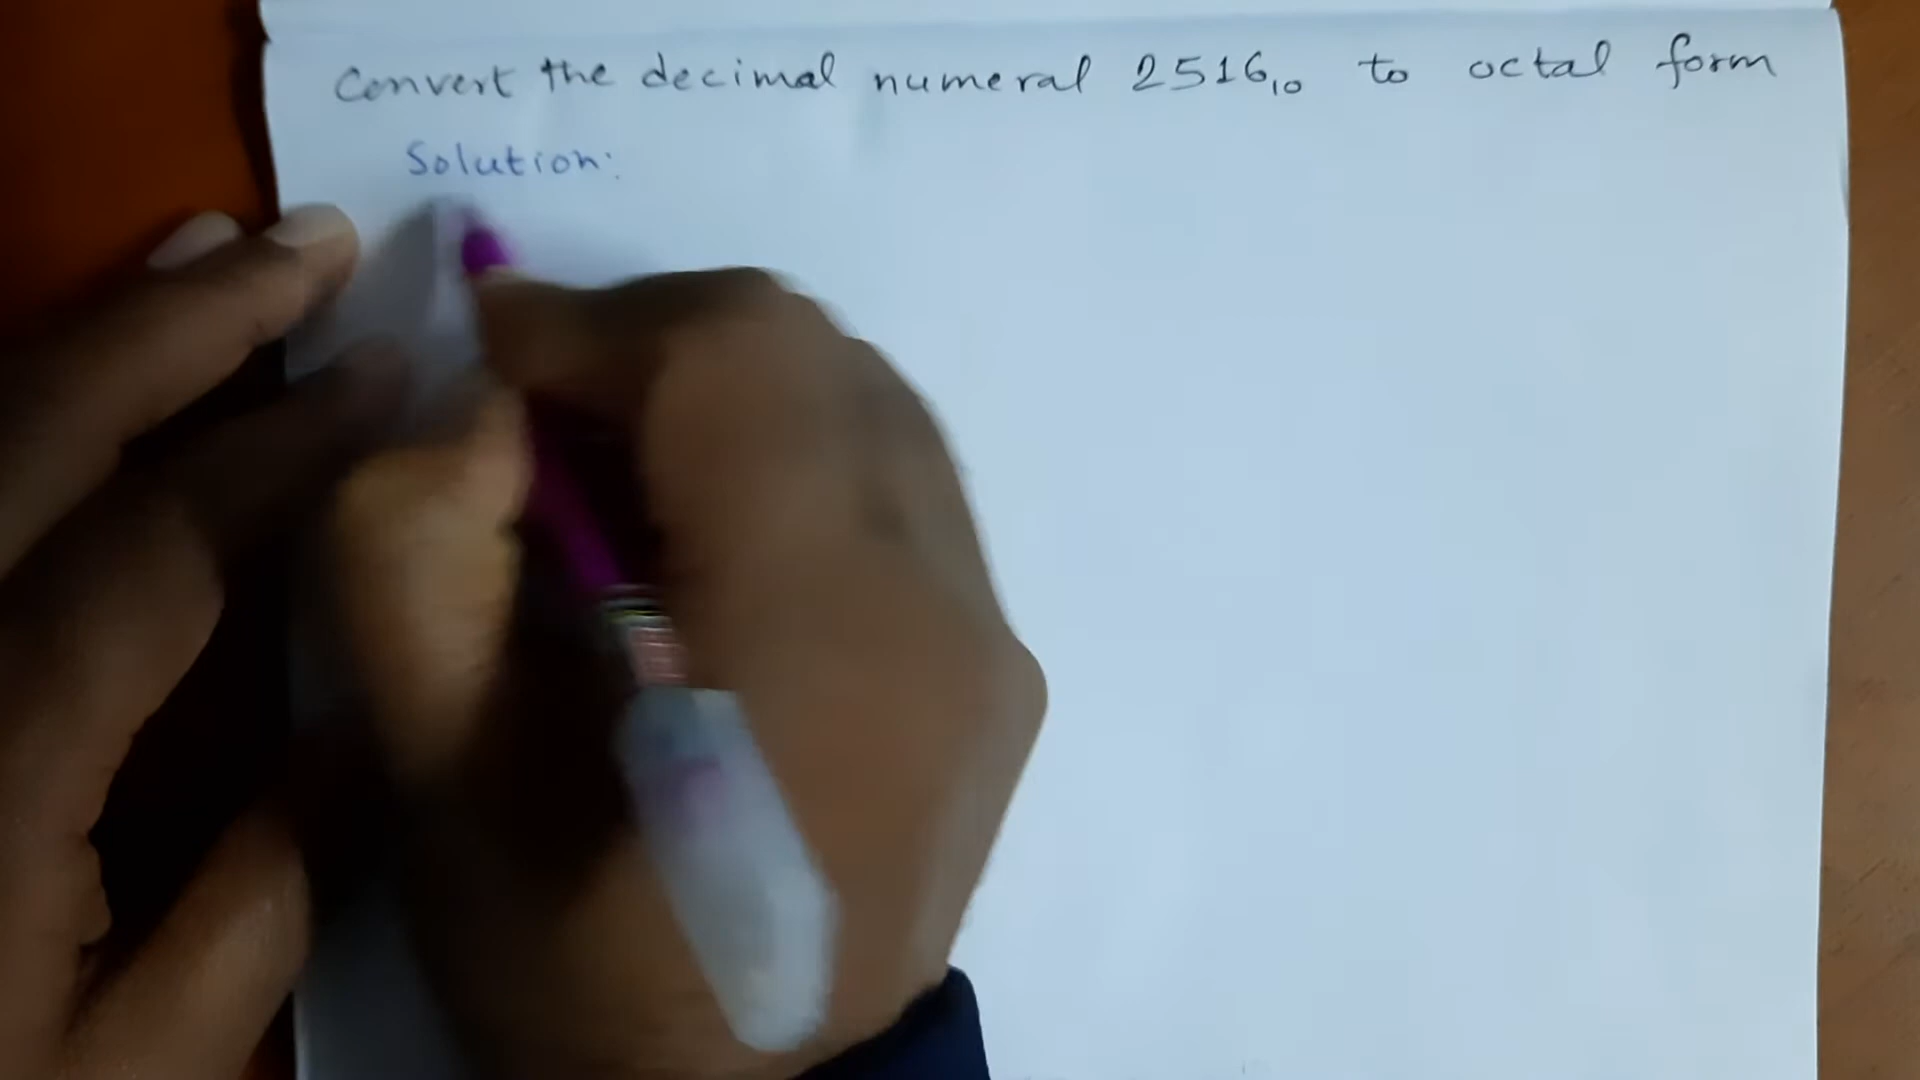 Convert the decimal numeral 2516₁₀ to octal form
Solution: